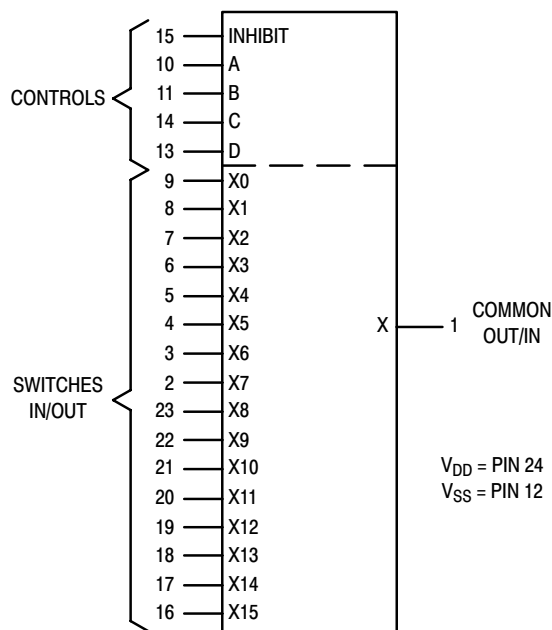 CONTROLS
15 INHIBIT
10 A
11 B
14 C
13 D
SWITCHES
IN/OUT
9 X0
8 X1
7 X2
6 X3
5 X4
4 X5
3 X6
2 X7
23 X8
22 X9
21 X10
20 X11
19 X12
18 X13
17 X14
16 X15
X 1 COMMON
OUT/IN
VDD = PIN 24
VSS = PIN 12